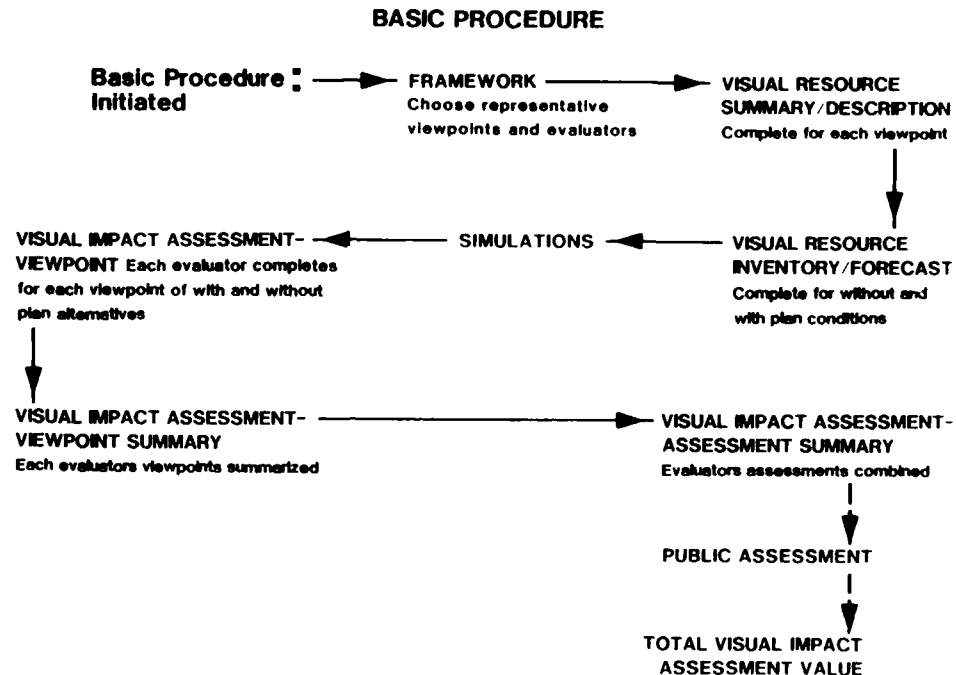 BASIC PROCEDURE
Basic Procedure :
Initiated
FRAMEWORK
Choose representative
viewpoints and evaluators
VISUAL RESOURCE
SUMMARY/DESCRIPTION
Complete for each viewpoint
VISUAL IMPACT ASSESSMENT-
VIEWPOINT Each evaluator completes
for each viewpoint of with and without
plan alternatives
SIMULATIONS
VISUAL RESOURCE
INVENTORY/FORECAST
Complete for without and
with plan conditions
VISUAL IMPACT ASSESSMENT-
VIEWPOINT SUMMARY
Each evaluators viewpoints summarized
VISUAL IMPACT ASSESSMENT-
ASSESSMENT SUMMARY
Evaluators assessments combined
PUBLIC ASSESSMENT
TOTAL VISUAL IMPACT
ASSESSMENT VALUE